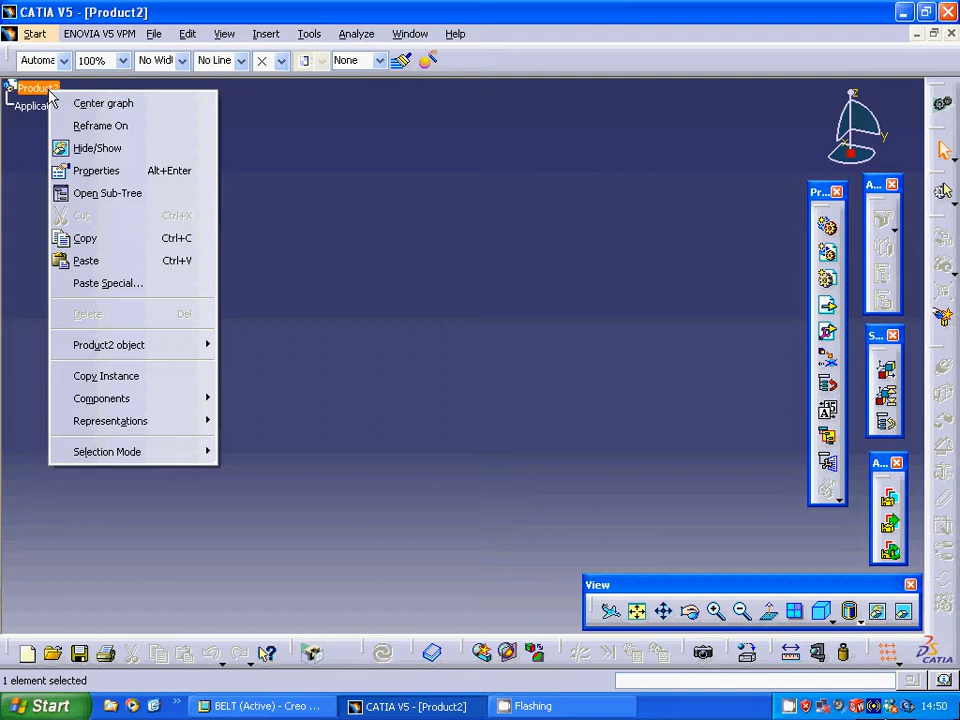 CATIA V5 - [Product2]
Start ENOVIA V5 VPM File Edit View Insert Tools Analyze Window Help
Automa 100% No Widt No Line None
Product2
Applica
Center graph
Reframe On
Hide/Show
Properties Alt+Enter
Open Sub-Tree
Cut Ctrl+X
Copy Ctrl+C
Paste Ctrl+V
Paste Special...
Delete Del
Product2 object
Copy Instance
Components
Representations
Selection Mode
z
y
x
Pr...
A...
S...
A...
View
CATIA
1 element selected
Start
BELT (Active) - Creo ...
CATIA V5 - [Product2]
Flashing
14:50